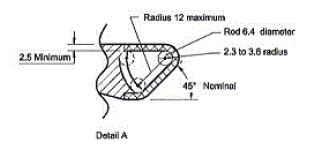 Radius 12 maximum
Rod 6.4 diameter
2.3 to 3.8 radius
2.5 Minimum
45° Nominal
Detail A